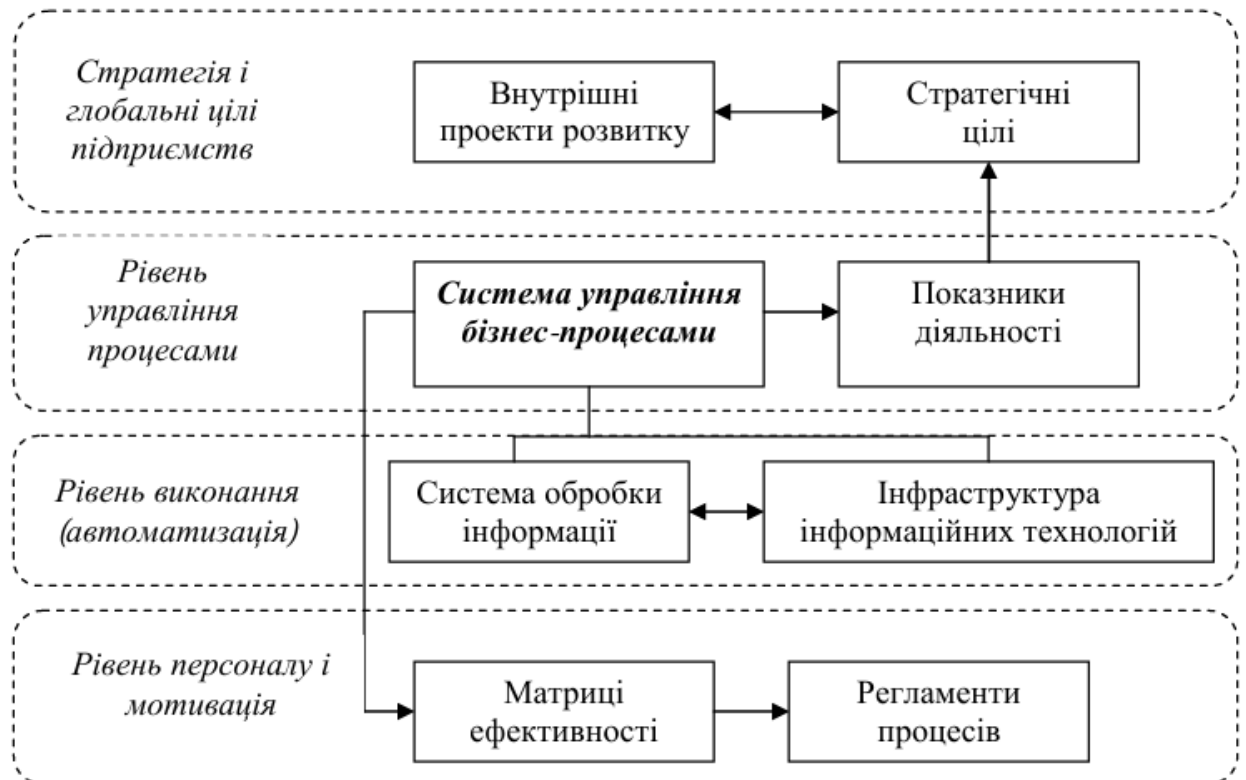 Стратегія і
глобальні цілі
підприємств
Внутрішні
проекти розвитку
Стратегічні
цілі
Рівень
управління
процесами
Система управління
бізнес-процесами
Показники
діяльності
Рівень виконання
(автоматизація)
Система обробки
інформації
Інфраструктура
інформаційних технологій
Рівень персоналу і
мотивація
Матриці
ефективності
Регламенти
процесів